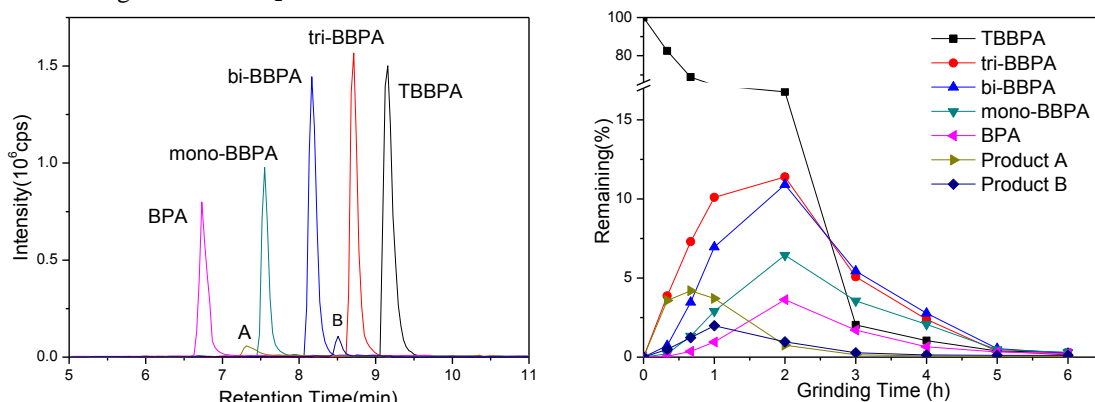 tri-BBPA
bi-BBPA
TBBPA
mono-BBPA
BPA
A
B
1.5
1.0
0.5
0.0
Intensity(10⁶cps)
5 6 7 8 9 10 11
Retention Time(min)
TBBPA
tri-BBPA
bi-BBPA
mono-BBPA
BPA
Product A
Product B
100
80
15
10
5
0
Remaining(%)
0 1 2 3 4 5 6
Grinding Time (h)